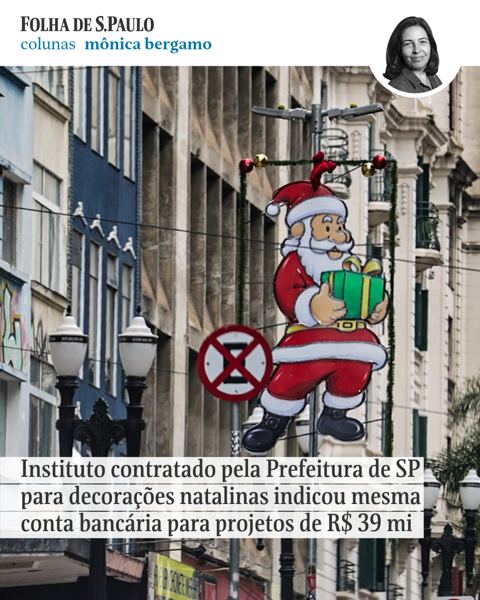 FOLHA DE S.PAULO
colunas mônica bergamo
Instituto contratado pela Prefeitura de SP
para decorações natalinas indicou mesma
conta bancária para projetos de R$ 39 mi